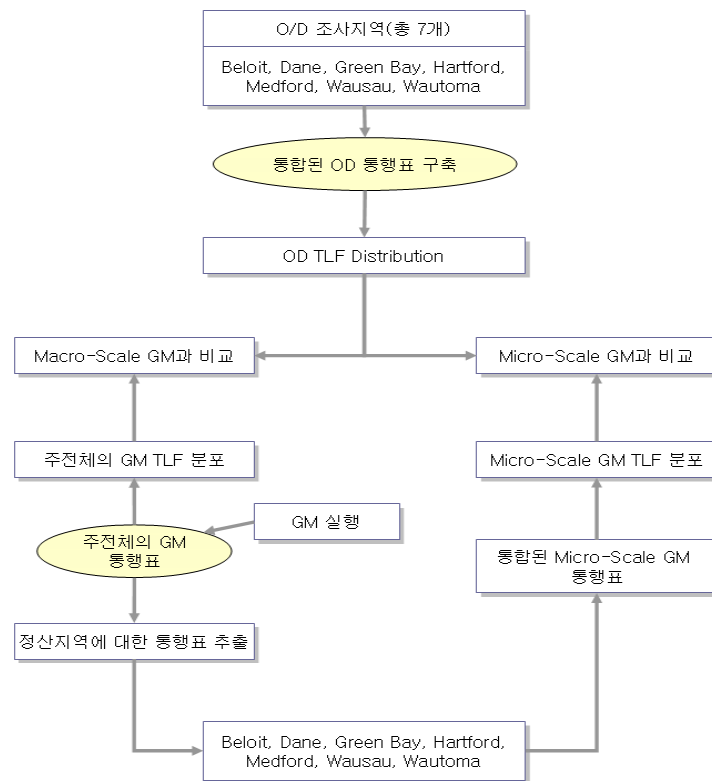 O/D 조사지역(총 7개)
Beloit, Dane, Green Bay, Hartford,
Medford, Wausau, Wautoma
통합된 OD 통행표 구축
OD TLF Distribution
Macro-Scale GM과 비교
Micro-Scale GM과 비교
주전체의 GM TLF 분포
Micro-Scale GM TLF 분포
GM 실행
주전체의 GM
통행표
통합된 Micro-Scale GM
통행표
정산지역에 대한 통행표 추출
Beloit, Dane, Green Bay, Hartford,
Medford, Wausau, Wautoma